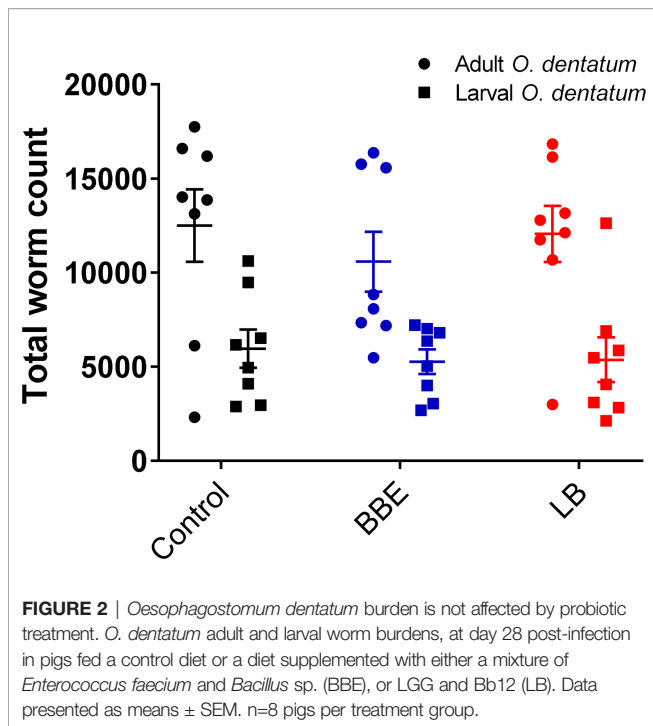 Adult O. dentatum
Larval O. dentatum
Total worm count
20000
15000
10000
5000
0
Control
BBE
LB
FIGURE 2 | Oesophagostomum dentatum burden is not affected by probiotic
treatment. O. dentatum adult and larval worm burdens, at day 28 post-infection
in pigs fed a control diet or a diet supplemented with either a mixture of
Enterococcus faecium and Bacillus sp. (BBE), or LGG and Bb12 (LB). Data
presented as means ± SEM. n=8 pigs per treatment group.